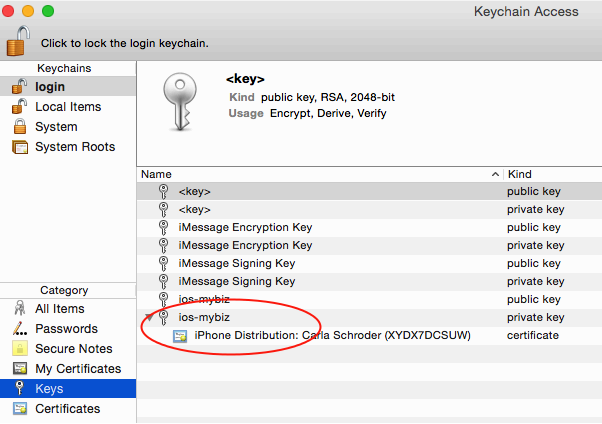 Keychain Access
Click to lock the login keychain.
Keychains
login
Local Items
System
System Roots
<key>
Kind public key, RSA, 2048-bit
Usage Encrypt, Derive, Verify
Name Kind
<key> public key
<key> private key
iMessage Encryption Key public key
iMessage Encryption Key private key
iMessage Signing Key public key
iMessage Signing Key private key
ios-mybiz public key
ios-mybiz private key
iPhone Distribution: Carla Schroder (XYDX7DCSUW) certificate
Category
All Items
Passwords
Secure Notes
My Certificates
Keys
Certificates